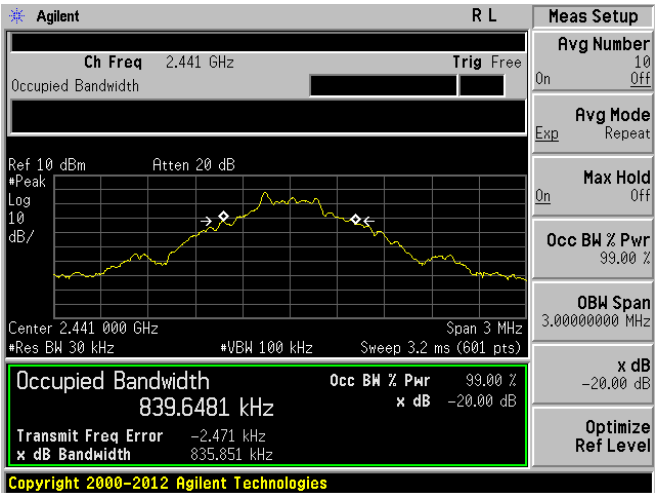 Agilent R L
Ch Freq 2.441 GHz Trig Free
Occupied Bandwidth
Ref 10 dBm Atten 20 dB
#Peak
Log
10
dB/
Center 2.441 000 GHz Span 3 MHz
#Res BW 30 kHz #VBW 100 kHz Sweep 3.2 ms (601 pts)
Occupied Bandwidth Occ BW % Pwr 99.00 %
839.6481 kHz x dB -20.00 dB
Transmit Freq Error -2.471 kHz
x dB Bandwidth 835.851 kHz
Copyright 2000-2012 Agilent Technologies
Meas Setup
Avg Number
10
On Off
Avg Mode
Exp Repeat
Max Hold
On Off
Occ BW % Pwr
99.00 %
OBW Span
3.00000000 MHz
x dB
-20.00 dB
Optimize
Ref Level